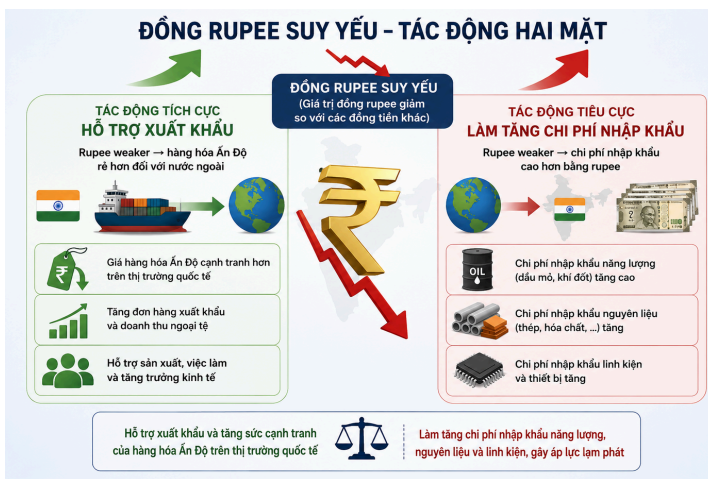 ĐỒNG RUPEE SUY YẾU – TÁC ĐỘNG HAI MẶT
ĐỒNG RUPEE SUY YẾU
(Giá trị đồng rupee giảm
so với các đồng tiền khác)
TÁC ĐỘNG TÍCH CỰC
HỖ TRỢ XUẤT KHẨU
Rupee weaker → hàng hóa Ấn Độ
rẻ hơn đối với nước ngoài
Giá hàng hóa Ấn Độ cạnh tranh hơn
trên thị trường quốc tế
Tăng đơn hàng xuất khẩu
và doanh thu ngoại tệ
Hỗ trợ sản xuất, việc làm
và tăng trưởng kinh tế
TÁC ĐỘNG TIÊU CỰC
LÀM TĂNG CHI PHÍ NHẬP KHẨU
Rupee weaker → chi phí nhập khẩu
cao hơn bằng rupee
OIL
Chi phí nhập khẩu năng lượng
(dầu mỏ, khí đốt) tăng cao
Chi phí nhập khẩu nguyên liệu
(thép, hóa chất, ...) tăng
Chi phí nhập khẩu linh kiện
và thiết bị tăng
Hỗ trợ xuất khẩu và tăng sức cạnh tranh
của hàng hóa Ấn Độ trên thị trường quốc tế
Làm tăng chi phí nhập khẩu năng lượng,
nguyên liệu và linh kiện, gây áp lực lạm phát